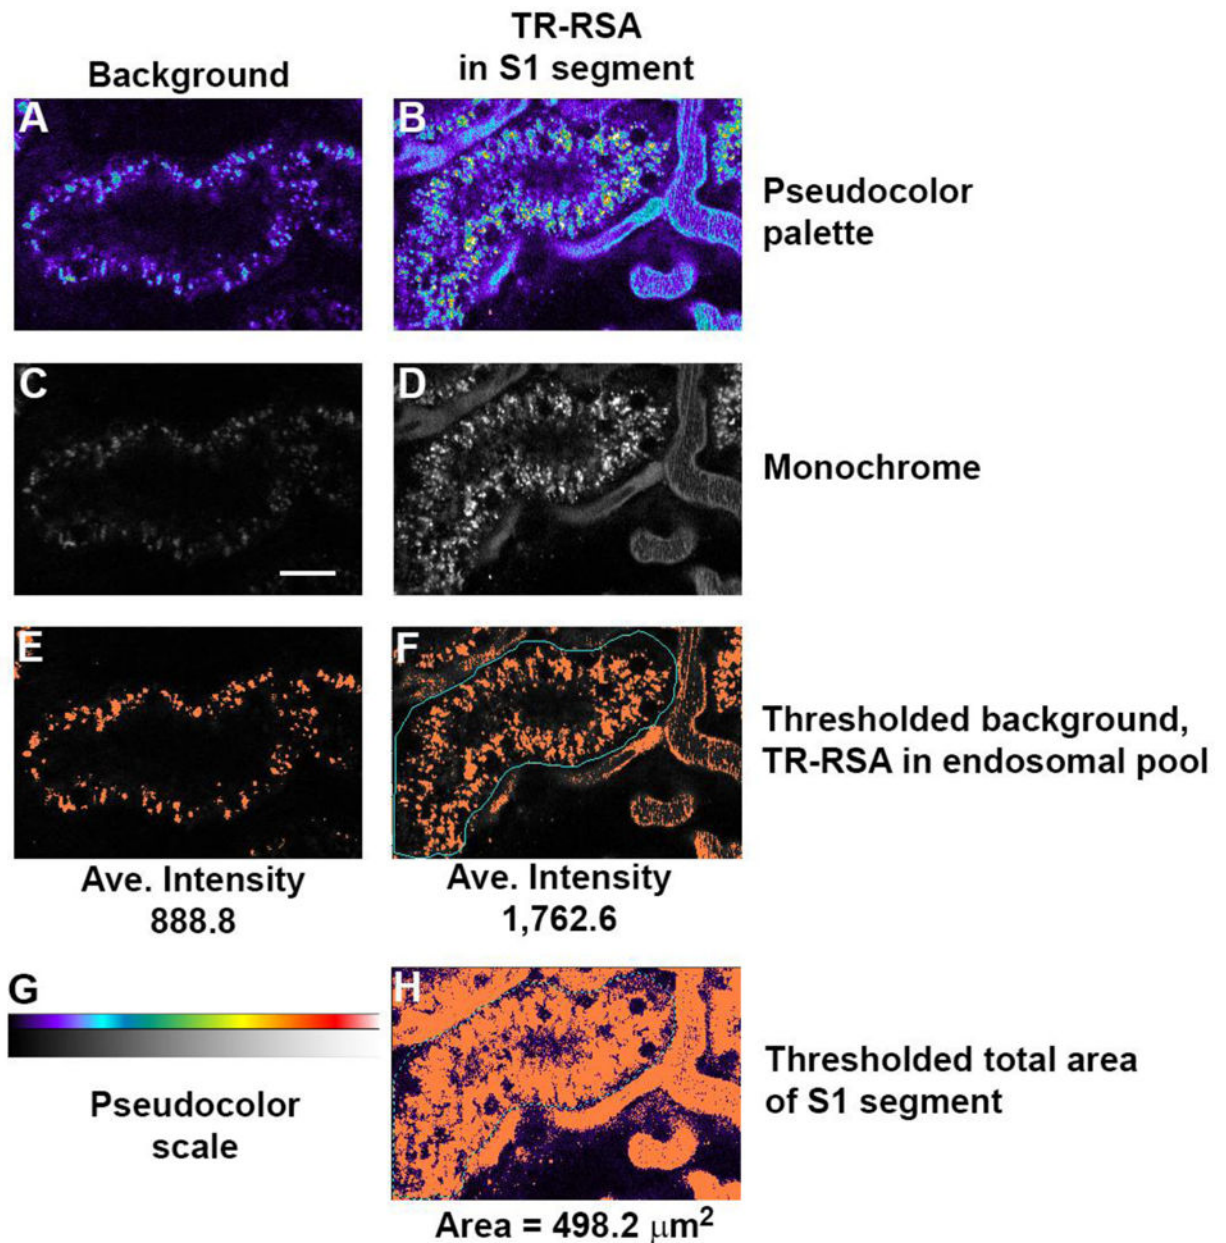 Background
TR-RSA
in S1 segment
A
B
Pseudocolor
palette
C
D
Monochrome
E
F
Thresholded background,
TR-RSA in endosomal pool
Ave. Intensity
888.8
Ave. Intensity
1,762.6
G
Pseudocolor
scale
H
Thresholded total area
of S1 segment
Area = 498.2 μm²